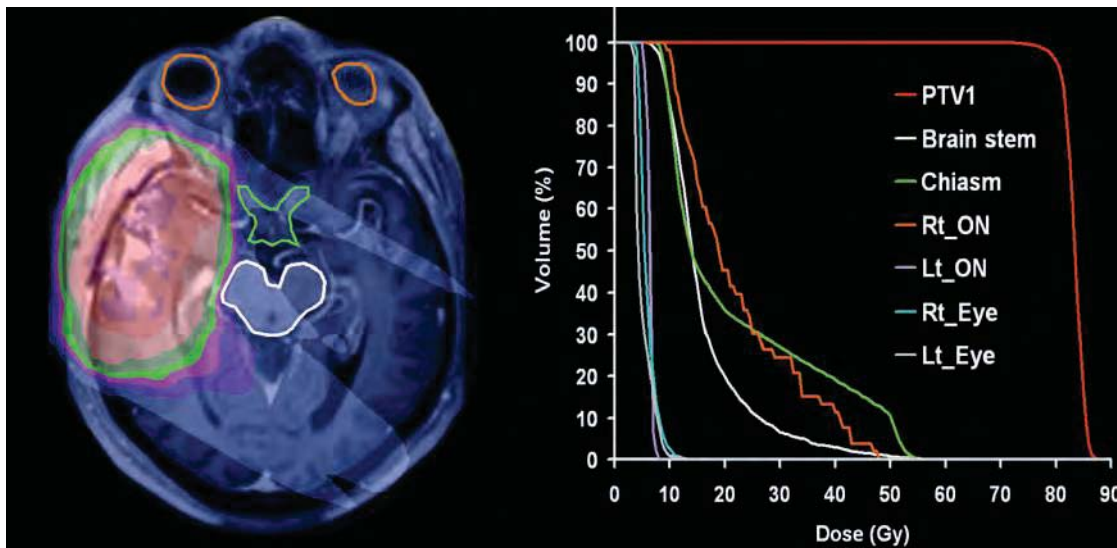 100
90
80
70
60
50
40
30
20
10
0
Volume (%)
PTV1
Brain stem
Chiasm
Rt_ON
Lt_ON
Rt_Eye
Lt_Eye
0 10 20 30 40 50 60 70 80 90
Dose (Gy)